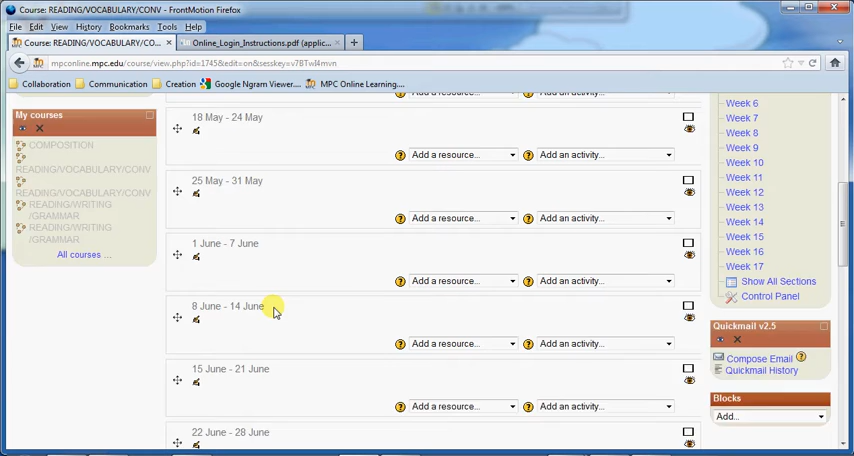 Course: READING/VOCABULARY/CONV - FrontMotion Firefox
File Edit View History Bookmarks Tools Help
Course: READING/VOCABULARY/CO... × Online_Login_Instructions.pdf (applic... × +
mpconline.mpc.edu/course/view.php?id=1745&edit=on&sesskey=v7BTwI4mvn
Collaboration Communication Creation Google Ngram Viewer.... MPC Online Learning....
My courses
COMPOSITION
READING/VOCABULARY/CONV
READING/VOCABULARY/CONV
READING/WRITING
/GRAMMAR
READING/WRITING
/GRAMMAR
All courses ...
Add a resource... Add an activity...
18 May - 24 May
Add a resource... Add an activity...
25 May - 31 May
Add a resource... Add an activity...
1 June - 7 June
Add a resource... Add an activity...
8 June - 14 June
Add a resource... Add an activity...
15 June - 21 June
Add a resource... Add an activity...
22 June - 28 June
Week 6
Week 7
Week 8
Week 9
Week 10
Week 11
Week 12
Week 13
Week 14
Week 15
Week 16
Week 17
Show All Sections
Control Panel
Quickmail v2.5
Compose Email
Quickmail History
Blocks
Add...